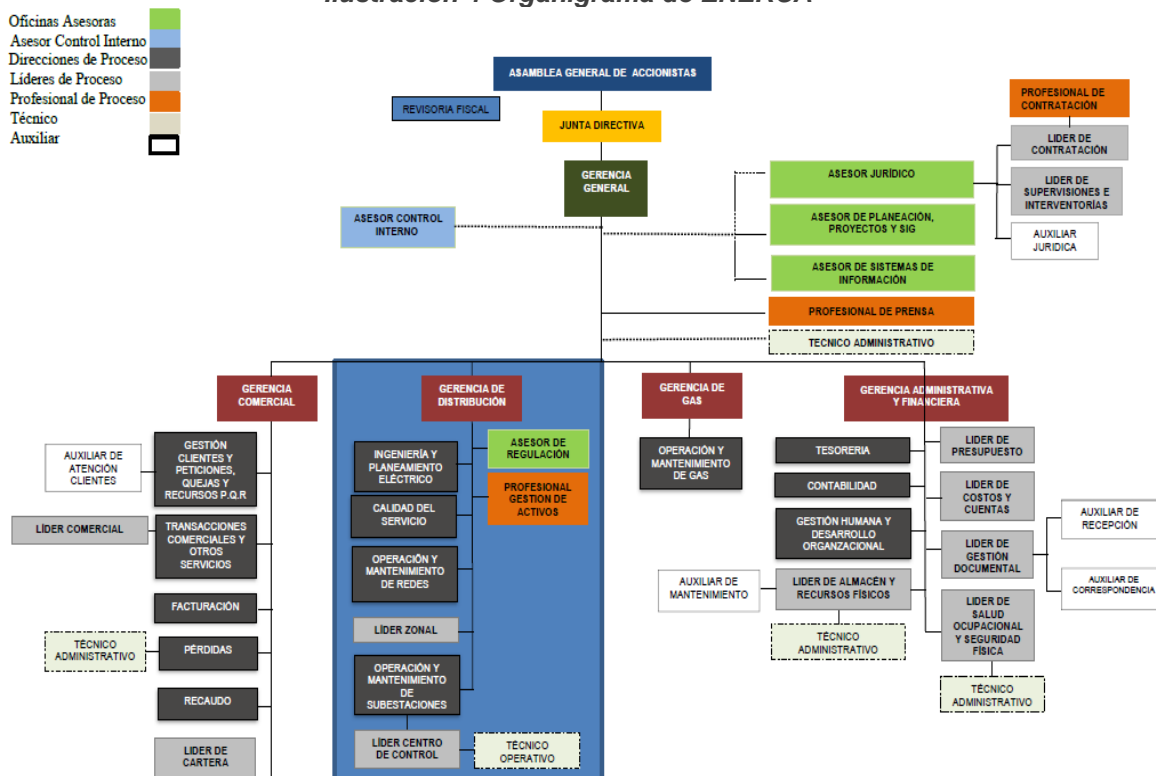 Oficinas Asesoras
Asesor Control Interno
Direcciones de Proceso
Líderes de Proceso
Profesional de Proceso
Técnico
Auxiliar
ASAMBLEA GENERAL DE ACCIONISTAS
REVISORIA FISCAL
JUNTA DIRECTIVA
GERENCIA
GENERAL
ASESOR CONTROL
INTERNO
ASESOR JURÍDICO
ASESOR DE PLANEACIÓN,
PROYECTOS Y SIG
ASESOR DE SISTEMAS DE
INFORMACIÓN
PROFESIONAL DE PRENSA
TECNICO ADMINISTRATIVO
PROFESIONAL DE
CONTRATACIÓN
LIDER DE
CONTRATACIÓN
LIDER DE
SUPERVISIONES E
INTERVENTORÍAS
AUXILIAR
JURIDICA
GERENCIA
COMERCIAL
AUXILIAR DE
ATENCIÓN
CLIENTES
GESTIÓN
CLIENTES Y
PETICIONES,
QUEJAS Y
RECURSOS P.Q.R
LÍDER COMERCIAL
TRANSACCIONES
COMERCIALES Y
OTROS
SERVICIOS
FACTURACIÓN
TÉCNICO
ADMINISTRATIVO
PÉRDIDAS
RECAUDO
LIDER DE
CARTERA
GERENCIA DE
DISTRIBUCIÓN
INGENIERÍA Y
PLANEAMIENTO
ELÉCTRICO
ASESOR DE
REGULACIÓN
CALIDAD DEL
SERVICIO
PROFESIONAL
GESTION DE
ACTIVOS
OPERACIÓN Y
MANTENIMIENTO
DE REDES
LÍDER ZONAL
OPERACIÓN Y
MANTENIMIENTO
DE
SUBESTACIONES
LÍDER CENTRO
DE CONTROL
TÉCNICO
OPERATIVO
GERENCIA DE
GAS
OPERACIÓN Y
MANTENIMIENTO
DE GAS
GERENCIA ADMINISTRATIVA
Y FINANCIERA
TESORERIA
CONTABILIDAD
GESTIÓN HUMANA Y
DESARROLLO
ORGANZACIONAL
AUXILIAR DE
MANTENIMIENTO
LIDER DE ALMACÉN Y
RECURSOS FÍSICOS
TÉCNICO
ADMINISTRATIVO
LIDER DE
PRESUPUESTO
LIDER DE
COSTOS Y
CUENTAS
LIDER DE
GESTIÓN
DOCUMENTAL
AUXILIAR DE
RECEPCIÓN
AUXILIAR DE
CORRESPONDENCIA
LIDER DE
SALUD
OCUPACIONAL
Y SEGURIDAD
FÍSICA
TÉCNICO
ADMINISTRATIVO